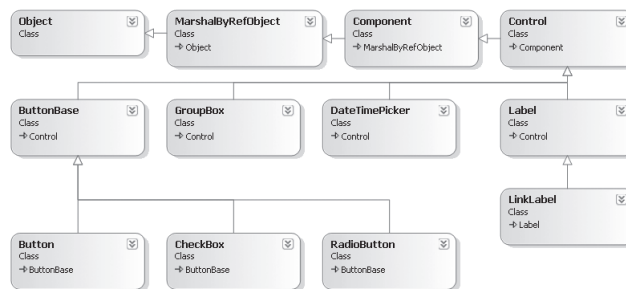 Object
Class
MarshalByRefObject
Class
Object
Component
Class
MarshalByRefObject
Control
Class
Component
ButtonBase
Class
Control
GroupBox
Class
Control
DateTimePicker
Class
Control
Label
Class
Control
LinkLabel
Class
Label
Button
Class
ButtonBase
CheckBox
Class
ButtonBase
RadioButton
Class
ButtonBase